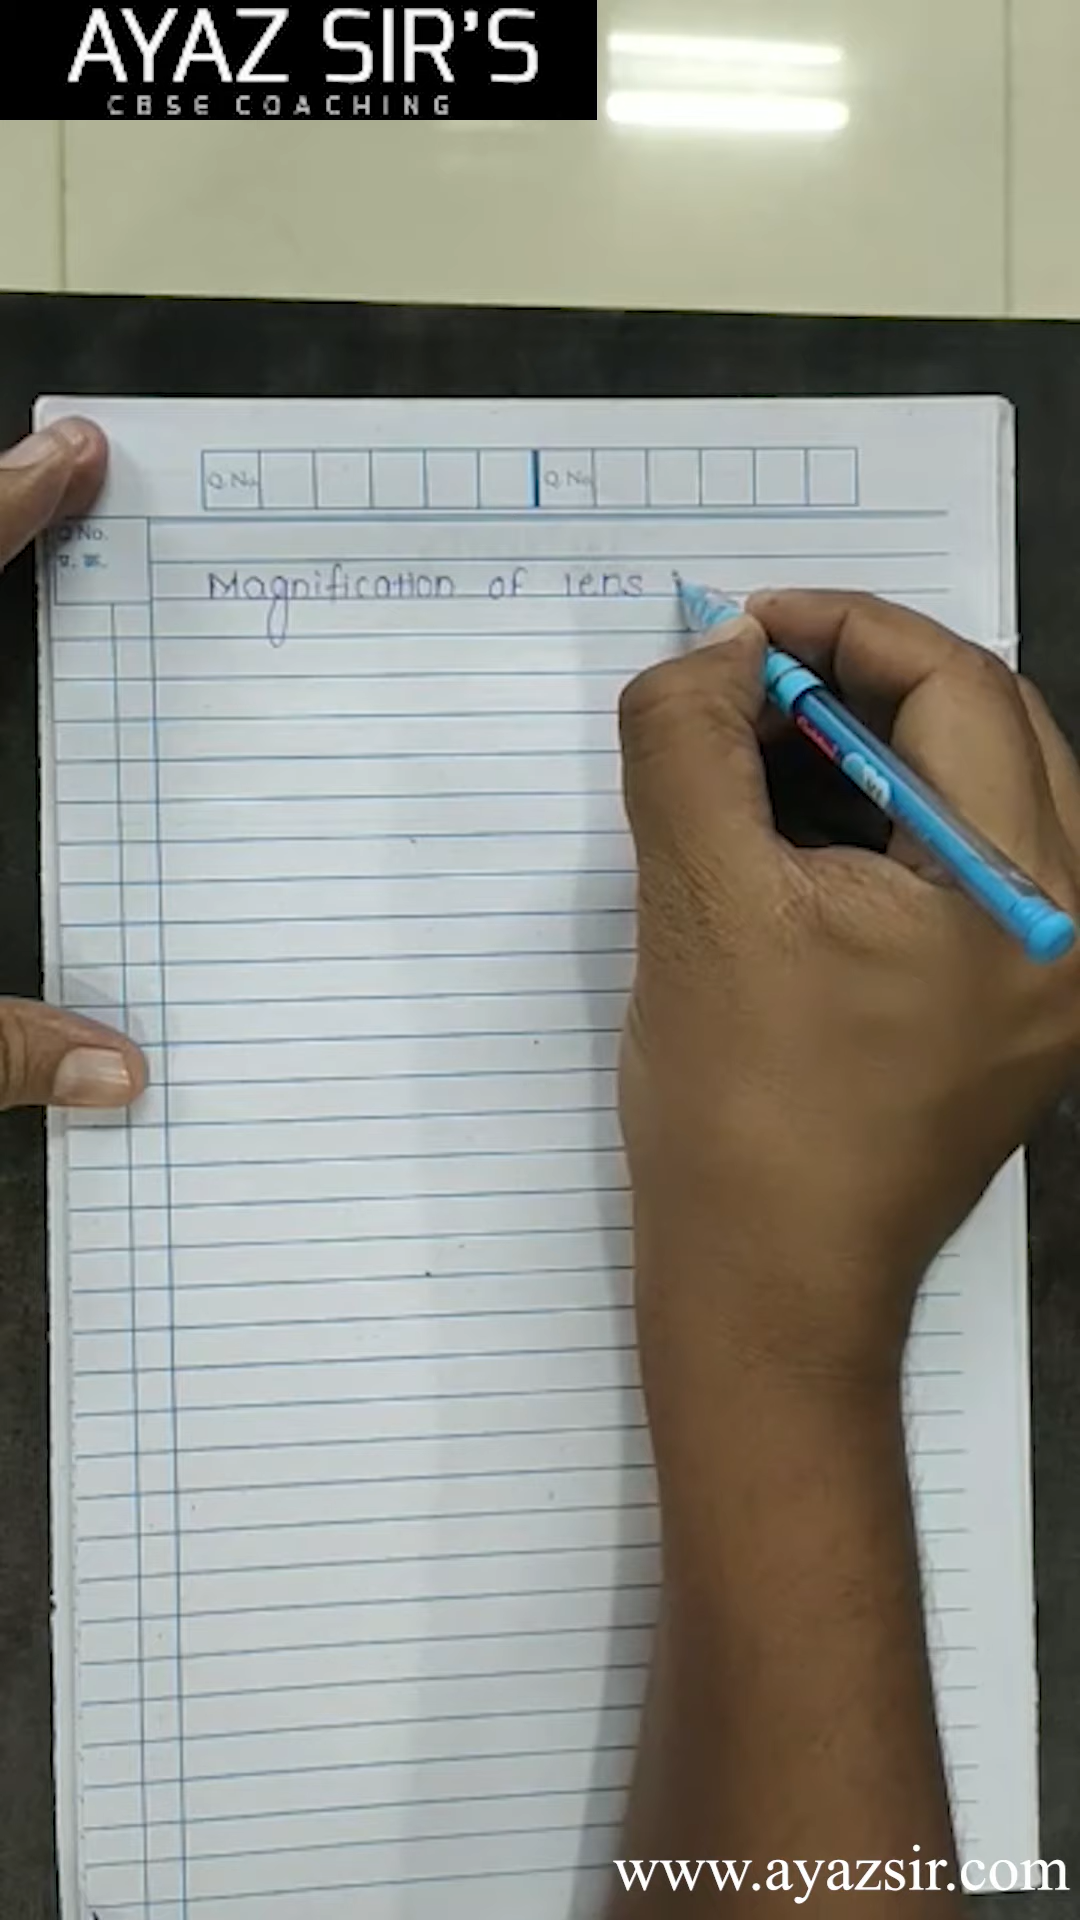 AYAZ SIR'S
CBSE COACHING
Q.No. Q.No.
Q.No.
प्र. क्र.
Magnification of lens
www.ayazsir.com